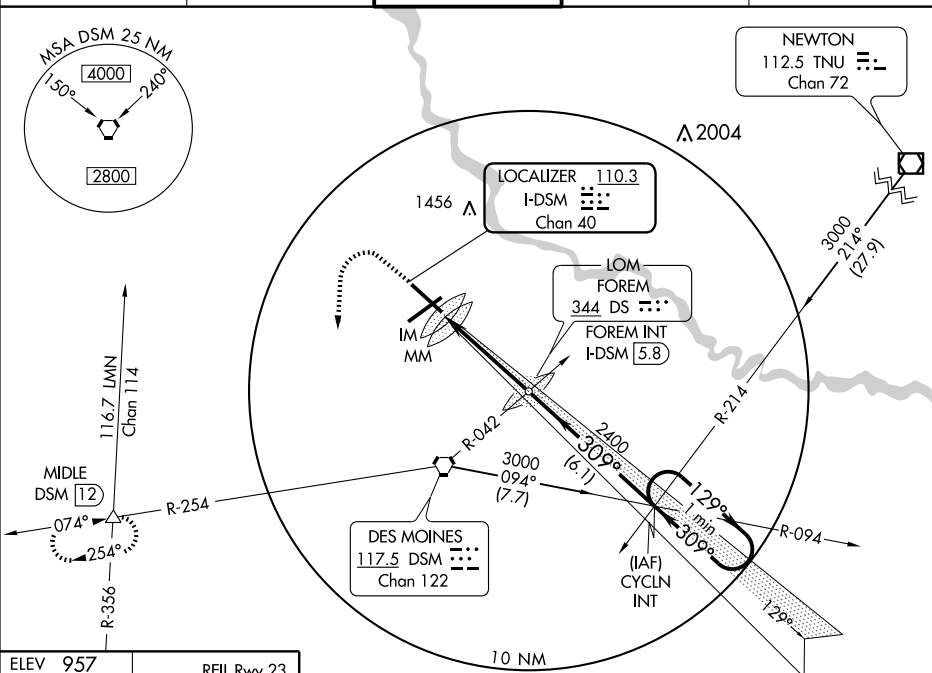 MSA DSM 25 NM
150°
4000
240°
2800
NEWTON
112.5 TNU
Chan 72
2004
1456
LOCALIZER 110.3
I-DSM
Chan 40
3000
214°
(27.9)
LOM
FOREM
344 DS
FOREM INT
I-DSM 5.8
IM
MM
R-214
116.7 LMN
Chan 114
R-042
2400
309°
(6.1)
MIDLE
DSM 12
R-254
3000
094°
(7.7)
074°
254°
129°
1 min
309°
R-094
DES MOINES
117.5 DSM
Chan 122
(IAF)
CYCLN
INT
R-356
129°
10 NM
ELEV 957
REIL Rwy 23